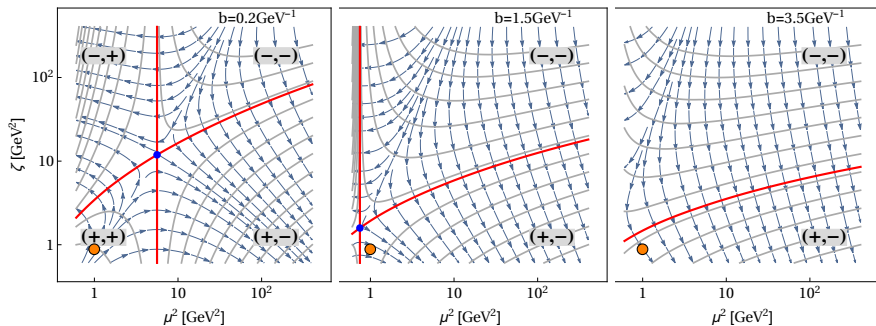 b=0.2GeV⁻¹
b=1.5GeV⁻¹
b=3.5GeV⁻¹
(−,+)
(−,−)
(−,−)
(−,−)
10²
10
1
ζ [GeV²]
(+,+)
(+,−)
(+,−)
(+,−)
1
10
10²
1
10
10²
1
10
10²
μ² [GeV²]
μ² [GeV²]
μ² [GeV²]